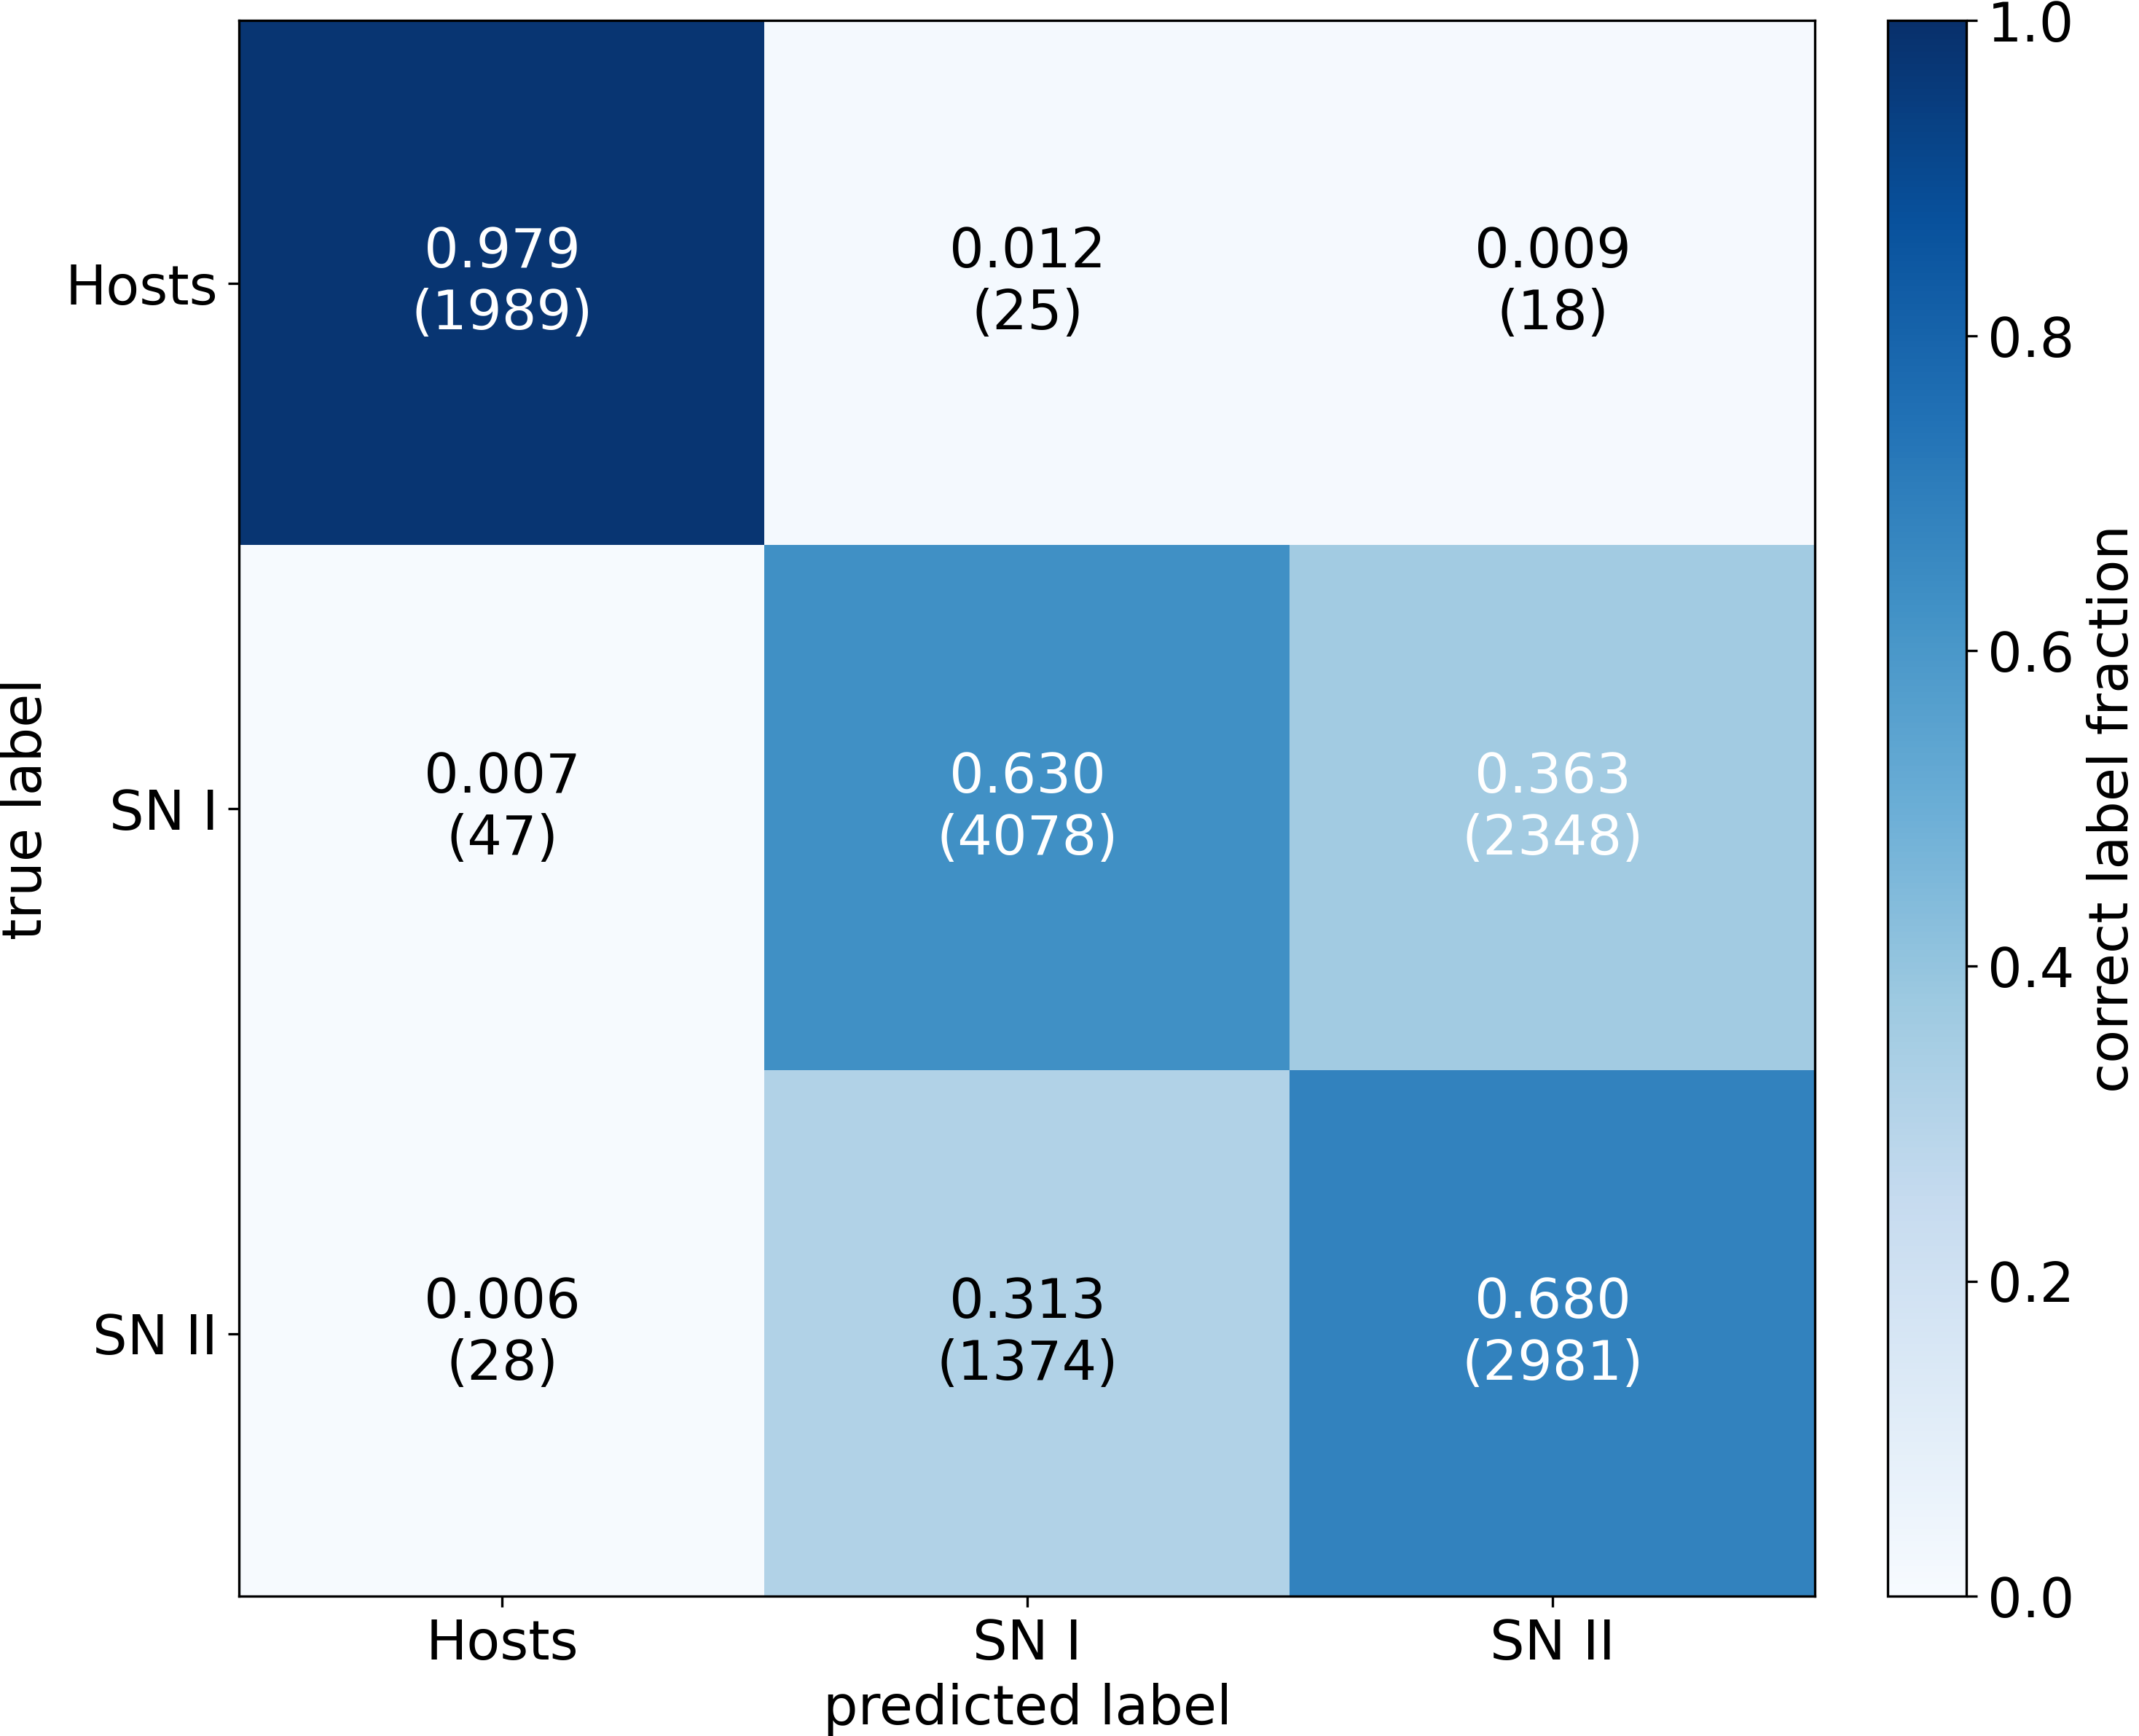 true label
Hosts
0.979
(1989)
0.012
(25)
0.009
(18)
SN I
0.007
(47)
0.630
(4078)
0.363
(2348)
SN II
0.006
(28)
0.313
(1374)
0.680
(2981)
Hosts
SN I
SN II
predicted label
1.0
0.8
0.6
0.4
0.2
0.0
correct label fraction